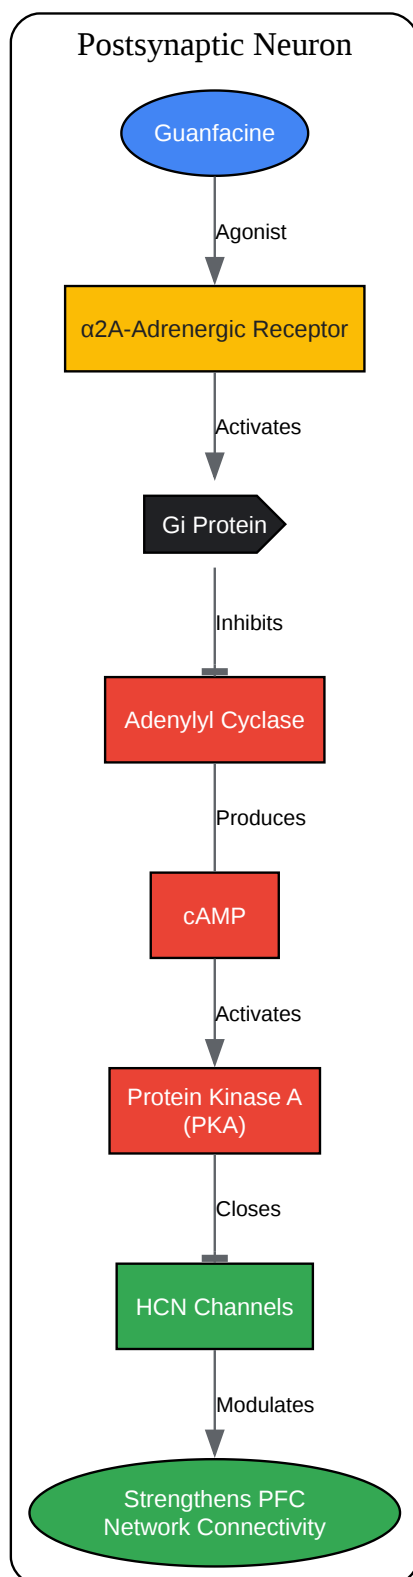 Postsynaptic Neuron
Guanfacine
Agonist
α2A-Adrenergic Receptor
Activates
Gi Protein
Inhibits
Adenylyl Cyclase
Produces
cAMP
Activates
Protein Kinase A
(PKA)
Closes
HCN Channels
Modulates
Strengthens PFC
Network Connectivity